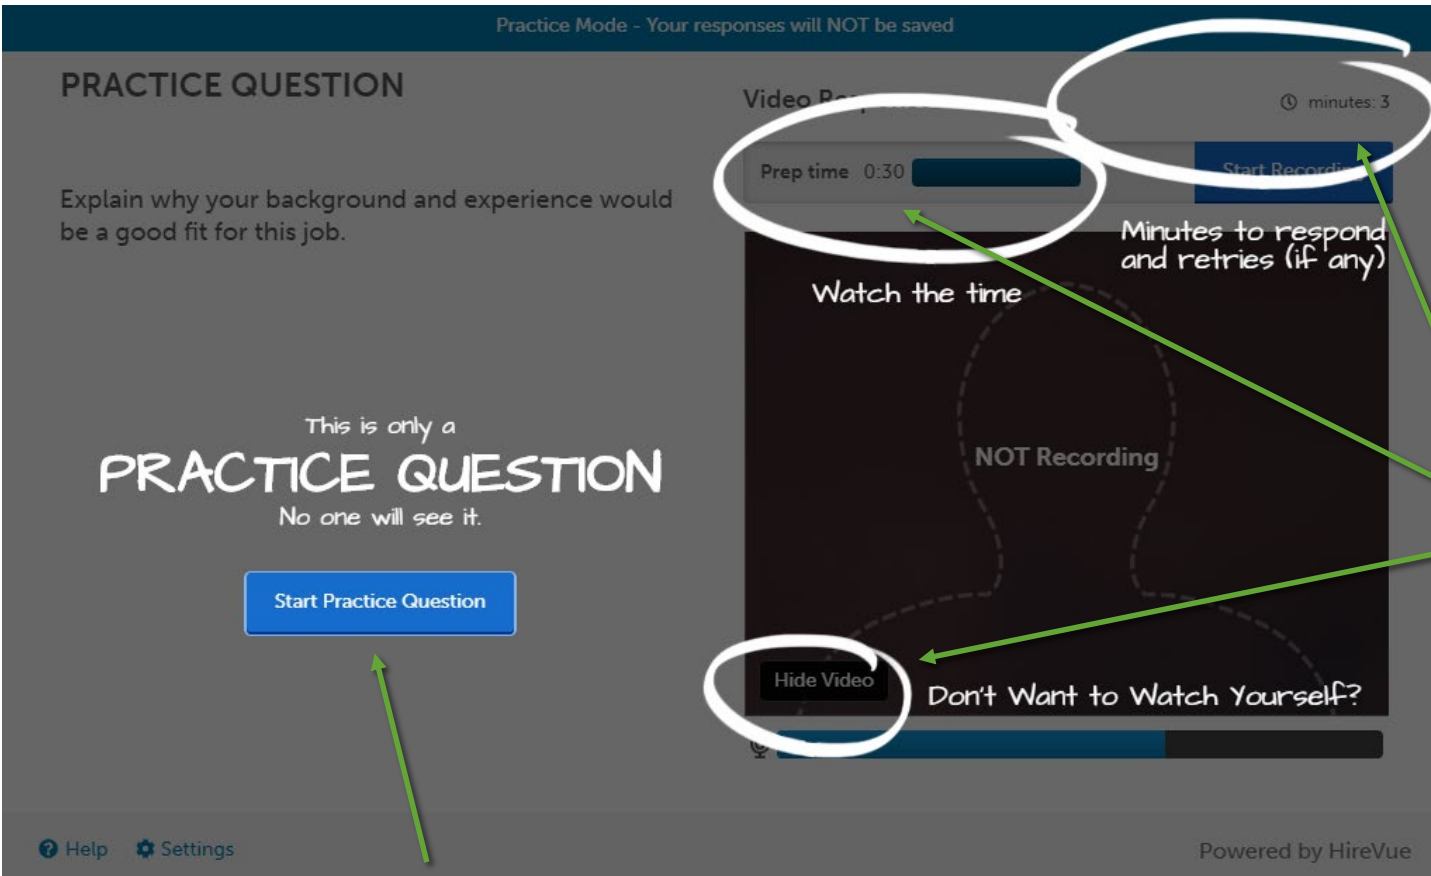 Practice Mode - Your responses will NOT be saved
PRACTICE QUESTION
Explain why your background and experience would
be a good fit for this job.
This is only a
PRACTICE QUESTION
No one will see it.
Start Practice Question
Video Response
minutes: 3
Prep time 0:30
Start Recording
Minutes to respond
and retries (if any)
Watch the time
NOT Recording
Hide Video
Don't Want to Watch Yourself?
Help Settings
Powered by HireVue